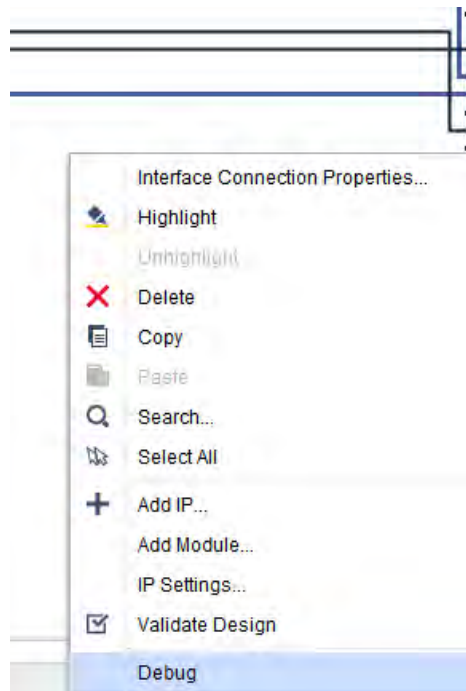 Interface Connection Properties...
Highlight
Unhighlight
Delete
Copy
Paste
Search...
Select All
Add IP...
Add Module...
IP Settings...
Validate Design
Debug